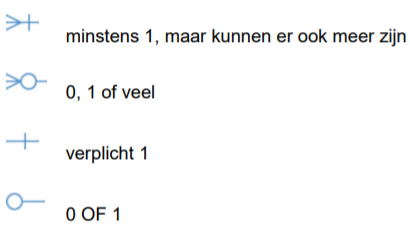 minstens 1, maar kunnen er ook meer zijn
0, 1 of veel
verplicht 1
0 OF 1